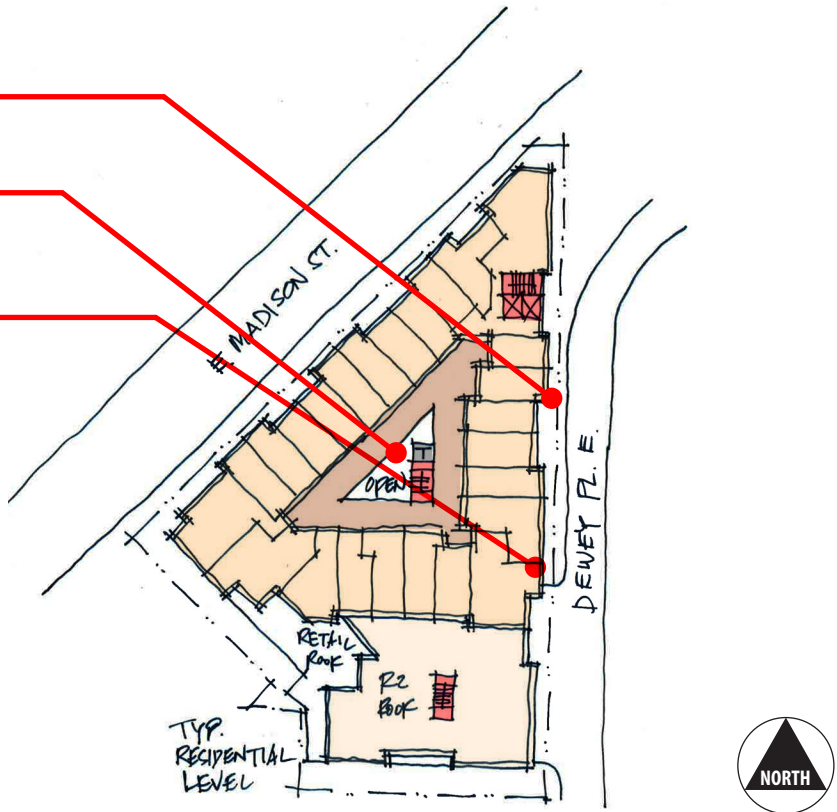 E MADISON ST.
OPEN
DEWEY PL. E.
RETAIL
ROOF
R2
ROOF
TYP.
RESIDENTIAL
LEVEL
NORTH